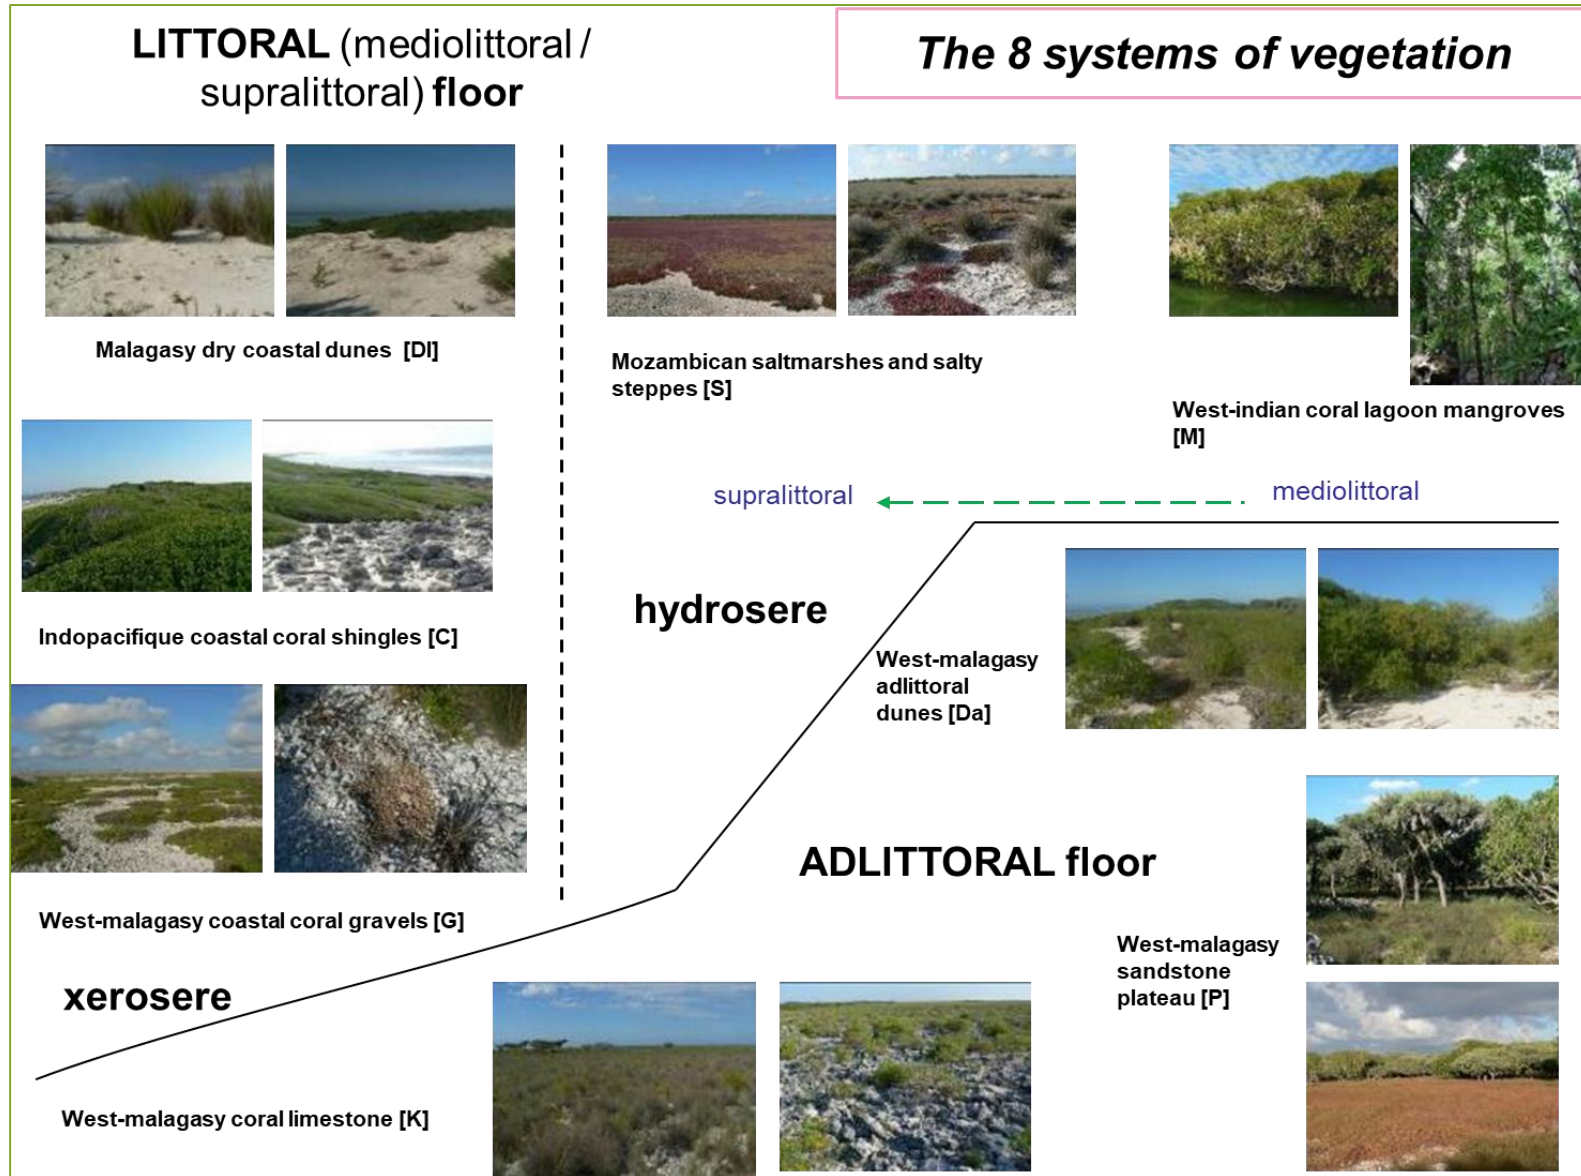 LITTORAL (mediolittoral /
supralittoral) floor
The 8 systems of vegetation
Malagasy dry coastal dunes [Dl]
Mozambican saltmarshes and salty
steppes [S]
West-indian coral lagoon mangroves
[M]
supralittoral
mediolittoral
Indopacifique coastal coral shingles [C]
hydrosere
West-malagasy
adlittoral
dunes [Da]
ADLITTORAL floor
West-malagasy coastal coral gravels [G]
xerosere
West-malagasy
sandstone
plateau [P]
West-malagasy coral limestone [K]